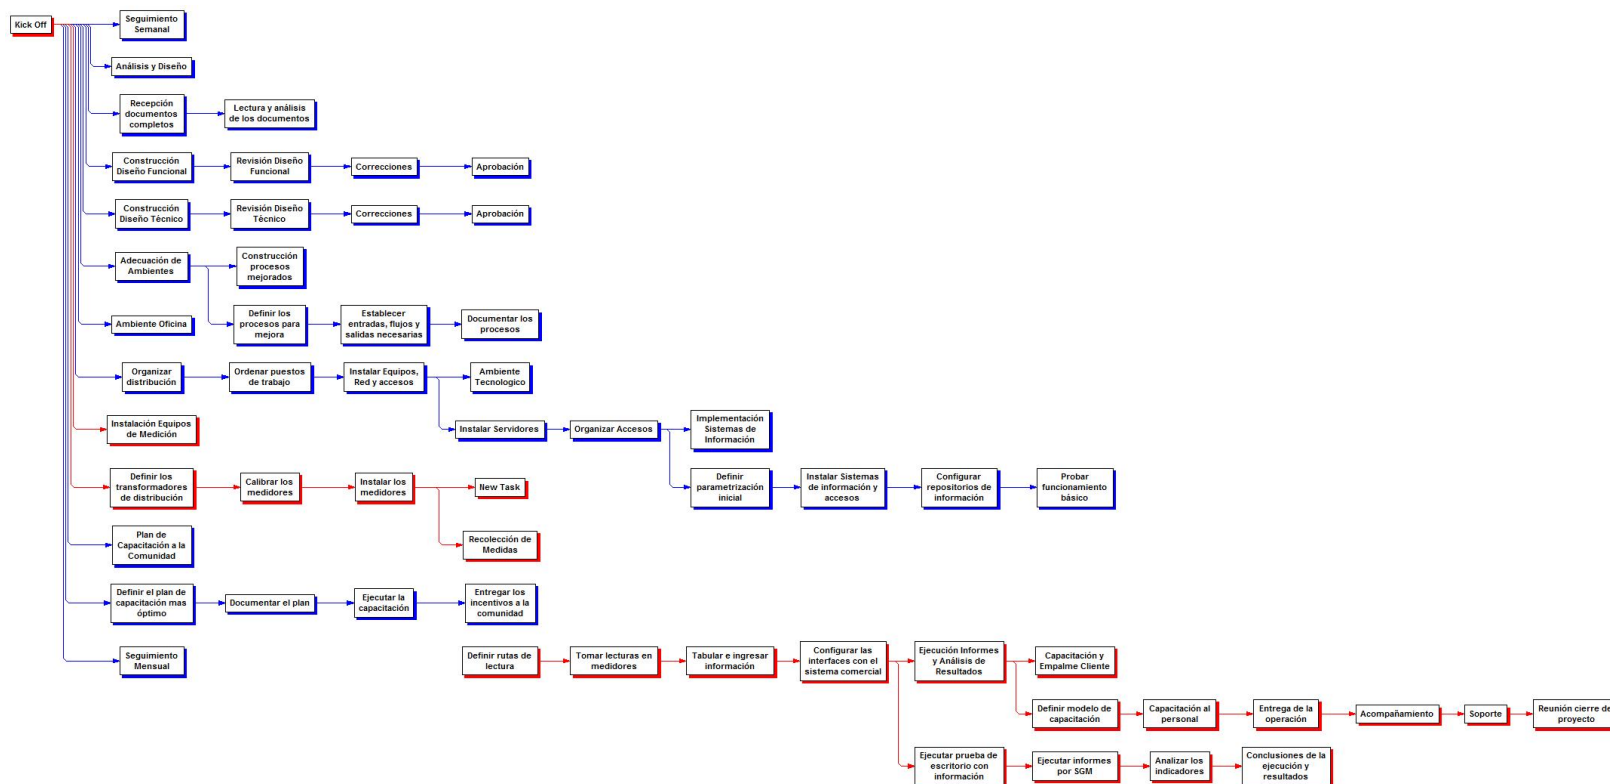 Kick Off
Seguimiento
Semanal
Análisis y Diseño
Recepción
documentos
completos
Lectura y análisis
de los documentos
Construcción
Diseño Funcional
Revisión Diseño
Funcional
Correcciones
Aprobación
Construcción
Diseño Técnico
Revisión Diseño
Técnico
Correcciones
Aprobación
Adecuación de
Ambientes
Construcción
procesos
mejorados
Ambiente Oficina
Definir los
procesos para
mejora
Establecer
entradas, flujos y
salidas necesarias
Documentar los
procesos
Organizar
distribución
Ordenar puestos
de trabajo
Instalar Equipos,
Red y accesos
Ambiente
Tecnologico
Instalación Equipos
de Medición
Instalar Servidores
Organizar Accesos
Implementación
Sistemas de
Información
Definir los
transformadores
de distribución
Calibrar los
medidores
Instalar los
medidores
New Task
Definir
parametrización
inicial
Instalar Sistemas
de información y
accesos
Configurar
repositorios de
información
Probar
funcionamiento
básico
Plan de
Capacitación a la
Comunidad
Recolección de
Medidas
Definir el plan de
capacitación mas
óptimo
Documentar el plan
Ejecutar la
capacitación
Entregar los
incentivos a la
comunidad
Seguimiento
Mensual
Definir rutas de
lectura
Tomar lecturas en
medidores
Tabular e ingresar
información
Configurar las
interfaces con el
sistema comercial
Ejecución Informes
y Análisis de
Resultados
Capacitación y
Empalme Cliente
Definir modelo de
capacitación
Capacitación al
personal
Entrega de la
operación
Acompañamiento
Soporte
Reunión cierre de
proyecto
Ejecutar prueba de
escritorio con
información
Ejecutar informes
por SGM
Analizar los
indicadores
Conclusiones de la
ejecución y
resultados